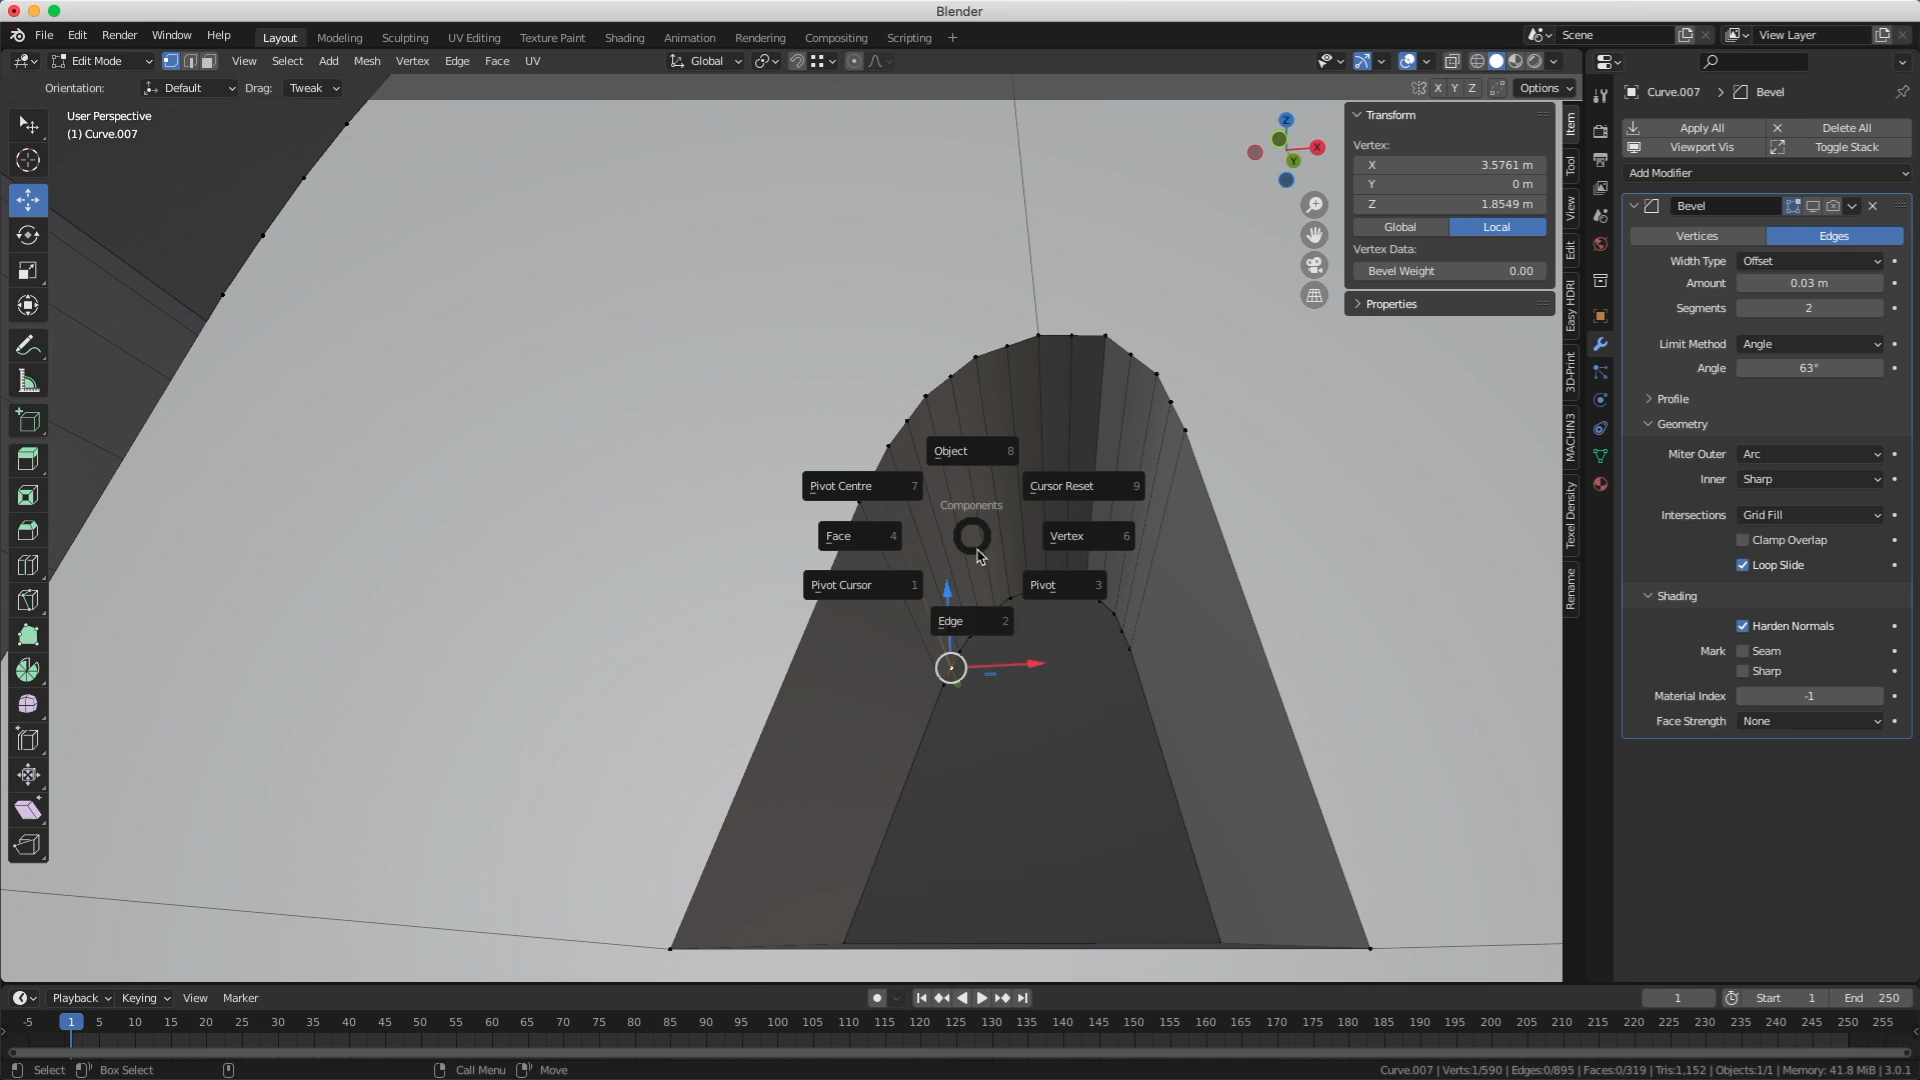 Blender
File Edit Render Window Help Layout Modeling Sculpting UV Editing Texture Paint Shading Animation Rendering Compositing Scripting + Scene View Layer
Edit Mode View Select Add Mesh Vertex Edge Face UV Global
Orientation: Default Drag: Tweak X Y Z Options
User Perspective
(1) Curve.007
Z
X
Y
Transform
Vertex:
X 3.5761 m
Y 0 m
Z 1.8549 m
Global Local
Vertex Data:
Bevel Weight 0.00
Properties
Item
Tool
View
Edit
Easy HDRI
3D-Print
MACHIN3
Texel Density
Rename
Curve.007 > Bevel
Apply All Delete All
Viewport Vis Toggle Stack
Add Modifier
Bevel
Vertices Edges
Width Type Offset
Amount 0.03 m
Segments 2
Limit Method Angle
Angle 63°
Profile
Geometry
Miter Outer Arc
Inner Sharp
Intersections Grid Fill
Clamp Overlap
Loop Slide
Shading
Harden Normals
Mark Seam
Sharp
Material Index -1
Face Strength None
Object 8
Pivot Centre 7
Cursor Reset 9
Components
Face 4
Vertex 6
Pivot Cursor 1
Pivot 3
Edge 2
Playback Keying View Marker 1 Start 1 End 250
-5 1 5 10 15 20 25 30 35 40 45 50 55 60 65 70 75 80 85 90 95 100 105 110 115 120 125 130 135 140 145 150 155 160 165 170 175 180 185 190 195 200 205 210 215 220 225 230 235 240 245 250 255
Select Box Select Call Menu Move Curve.007 | Verts:1/590 | Edges:0/895 | Faces:0/319 | Tris:1,152 | Objects:1/1 | Memory: 41.8 MiB | 3.0.1